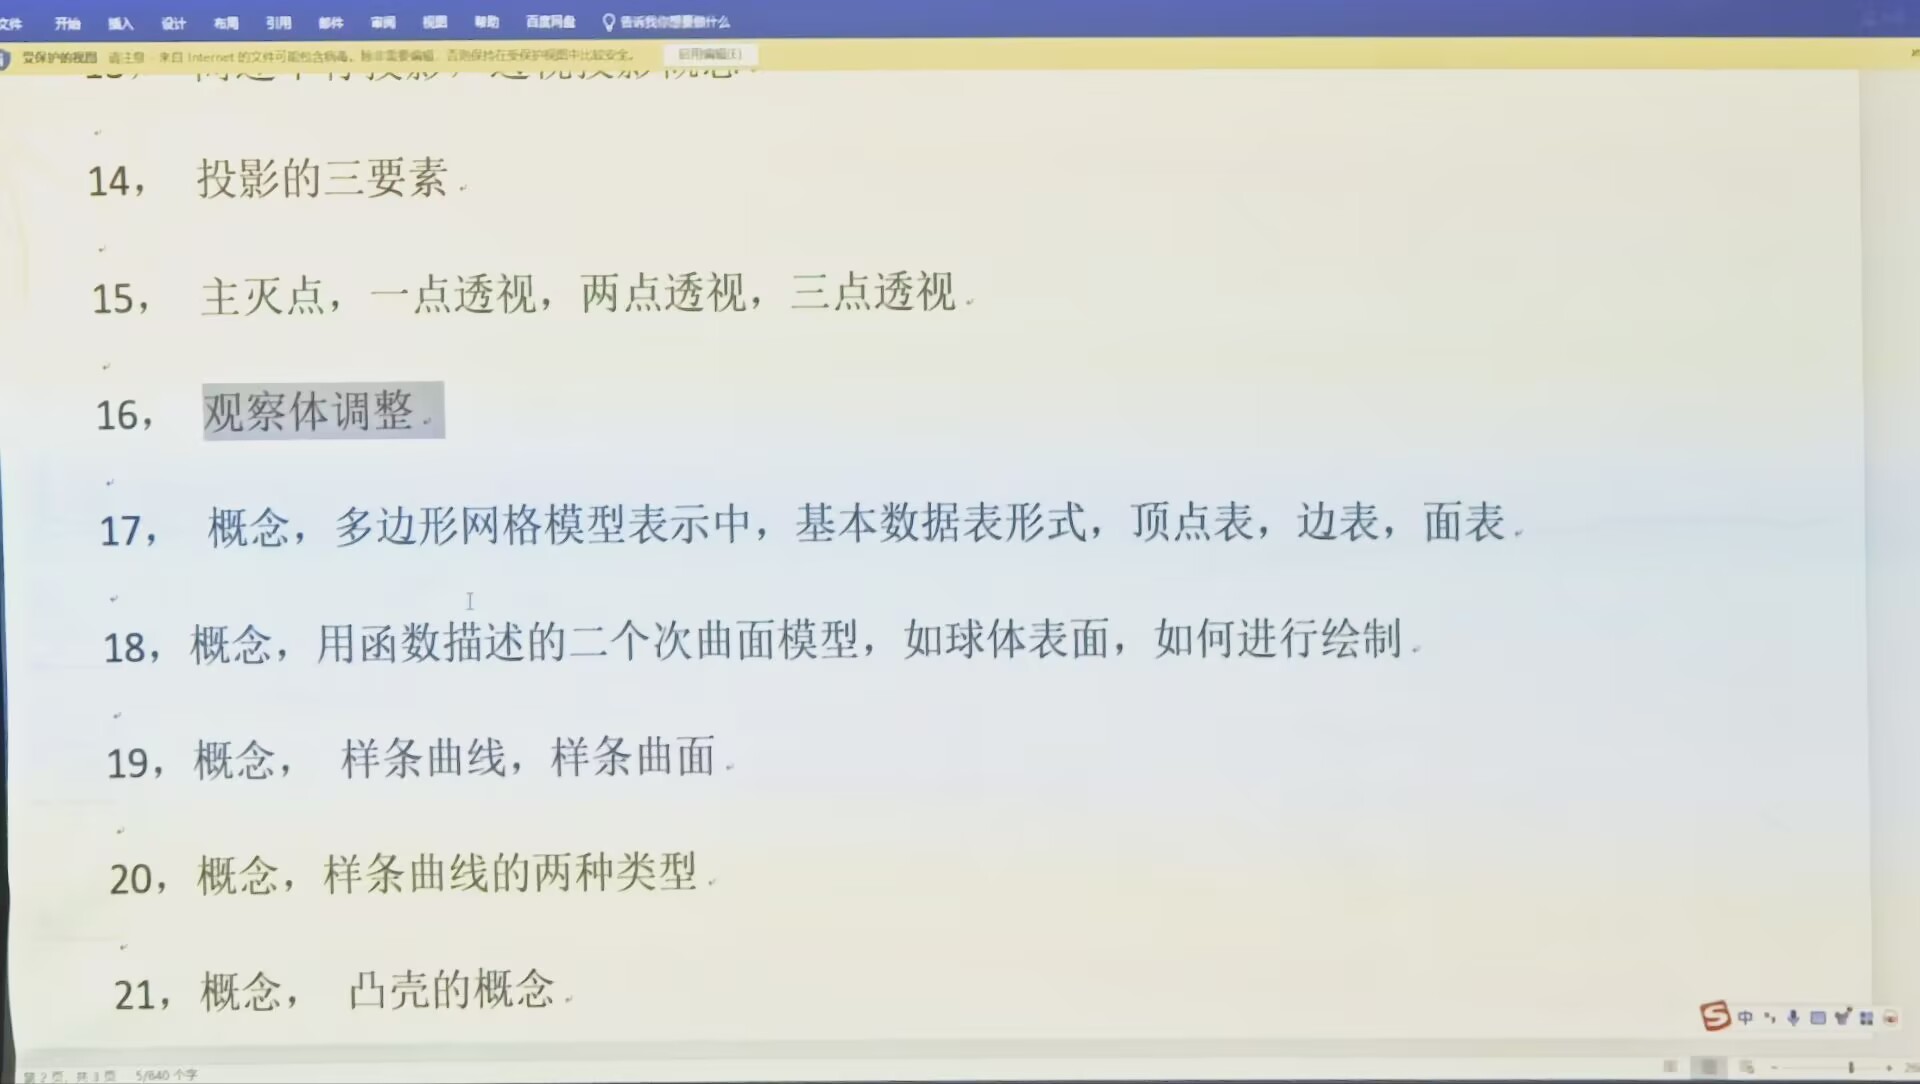 文件 开始 插入 设计 布局 引用 邮件 审阅 视图 帮助 百度网盘 告诉我你想要做什么
受保护的视图 请注意 - 来自 Internet 的文件可能包含病毒。除非需要编辑，否则保持在受保护视图中比较安全。 启用编辑(E)
14， 投影的三要素
15， 主灭点，一点透视，两点透视，三点透视
16， 观察体调整
17， 概念，多边形网格模型表示中，基本数据表形式，顶点表，边表，面表
18，概念，用函数描述的二个次曲面模型，如球体表面，如何进行绘制
19，概念， 样条曲线，样条曲面
20，概念，样条曲线的两种类型
21，概念， 凸壳的概念
中
第 2 页，共 3 页 5/640 个字